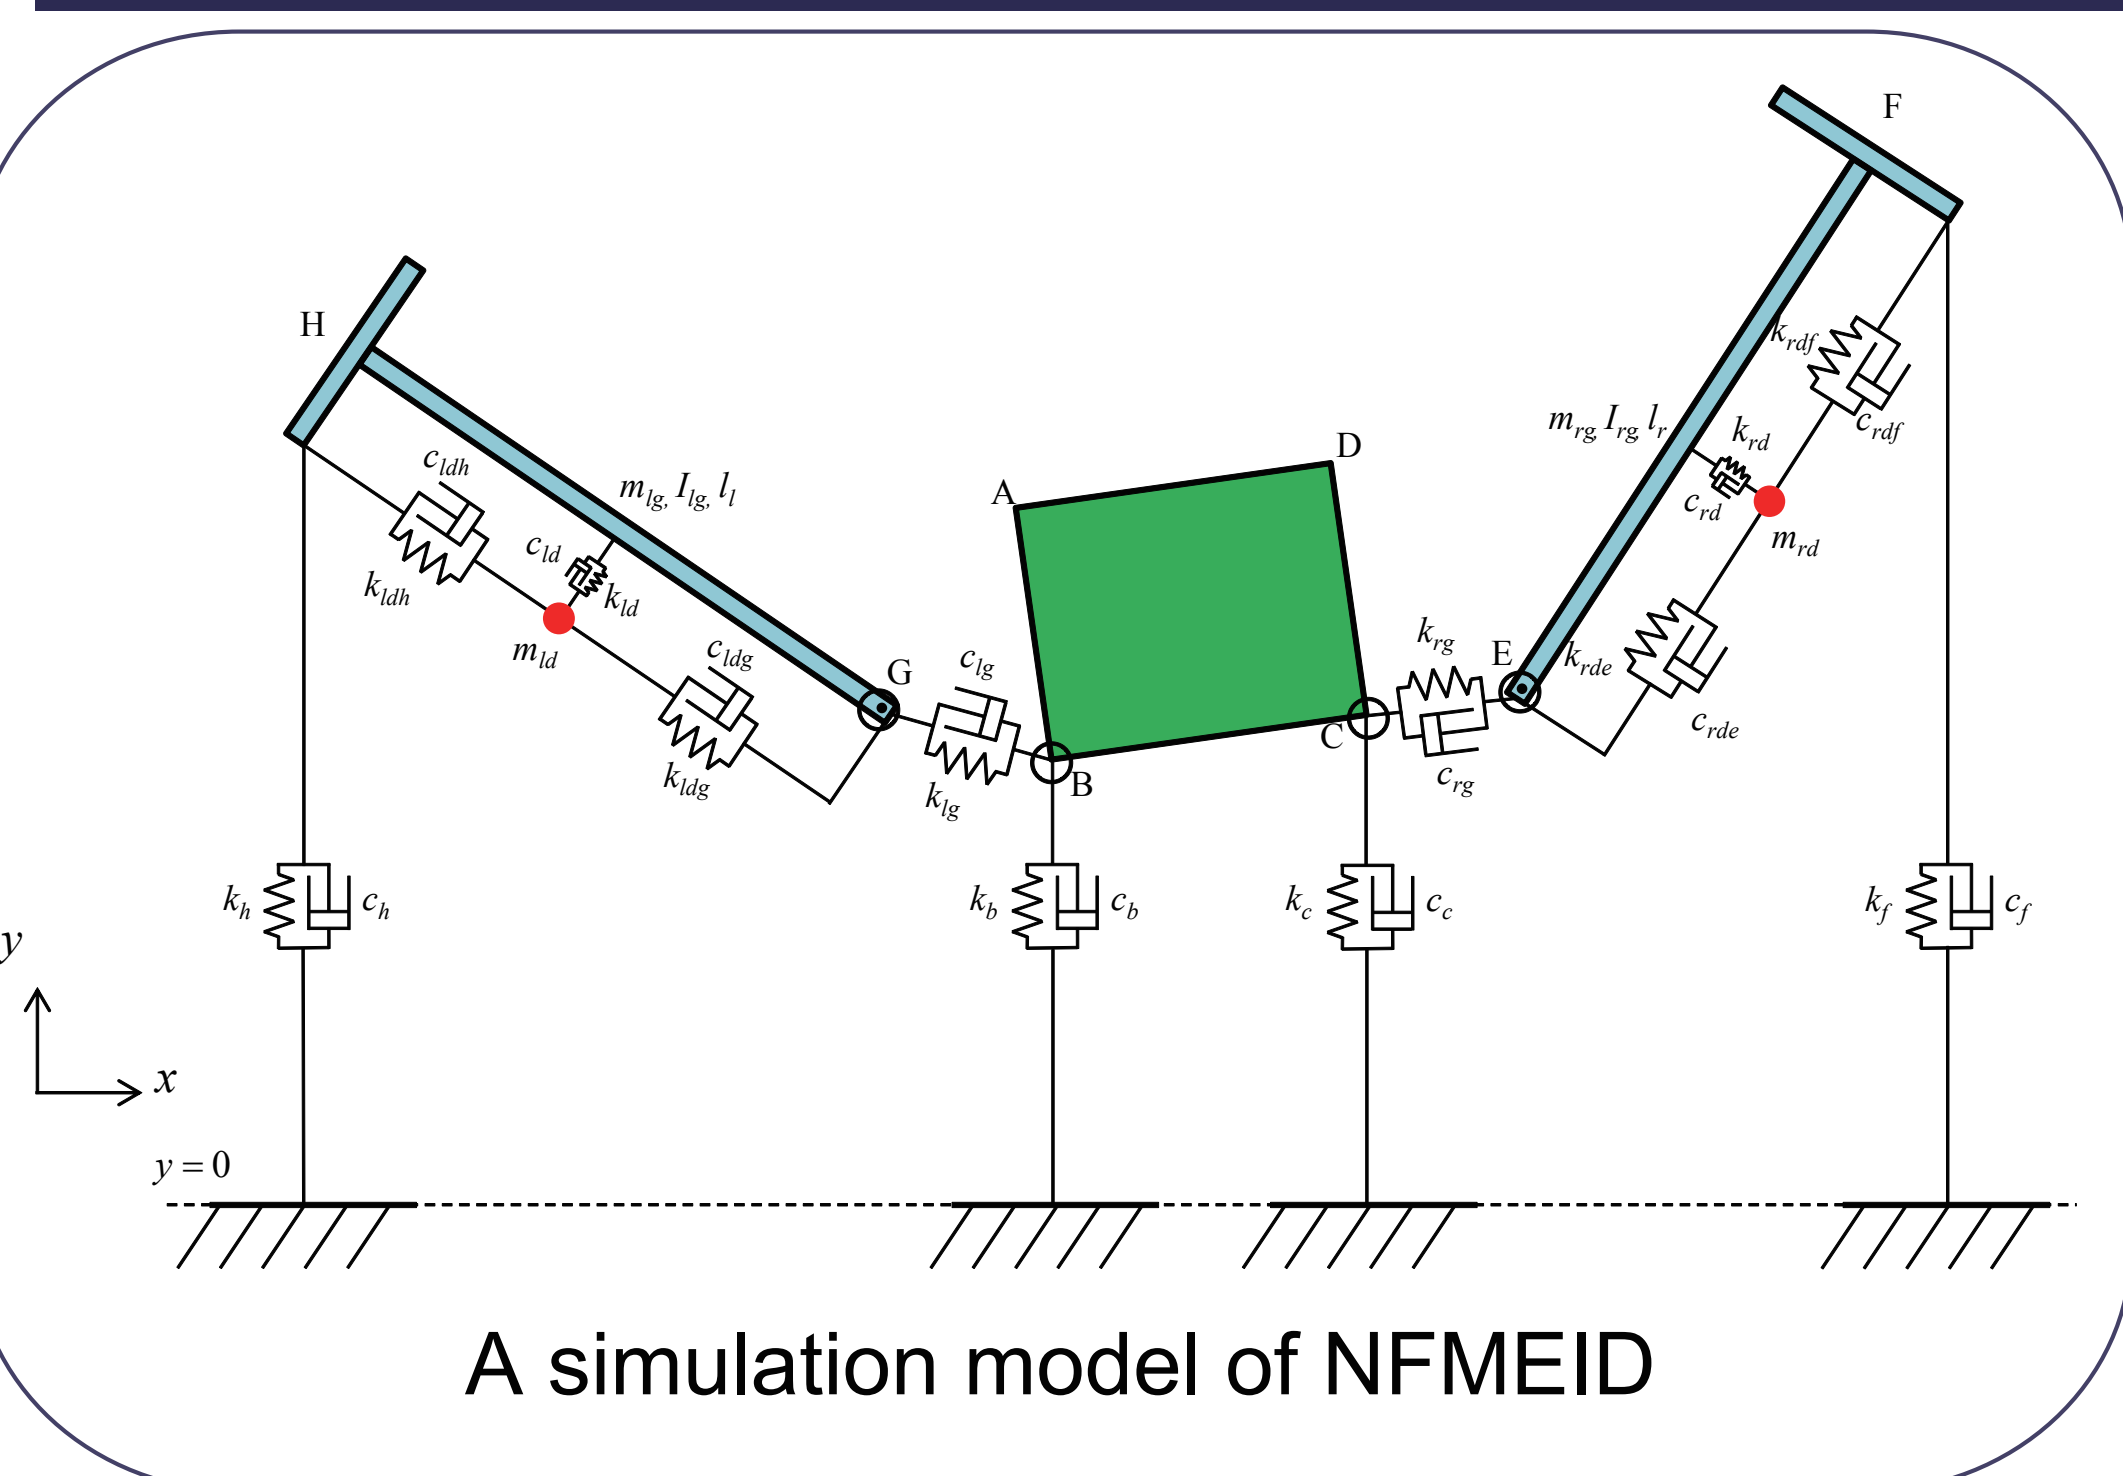 F
H
k_rdf
c_rdf
m_rg, I_rg, l_r
k_rd
c_rd
m_rd
D
A
c_ldh
m_lg, I_lg, l_l
c_ld
k_ldh
k_ld
m_ld
c_ldg
G
c_lg
k_rg
E
k_rde
c_rde
C
B
k_ldg
k_lg
c_rg
k_h
c_h
k_b
c_b
k_c
c_c
k_f
c_f
y
x
y = 0
A simulation model of NFMEID